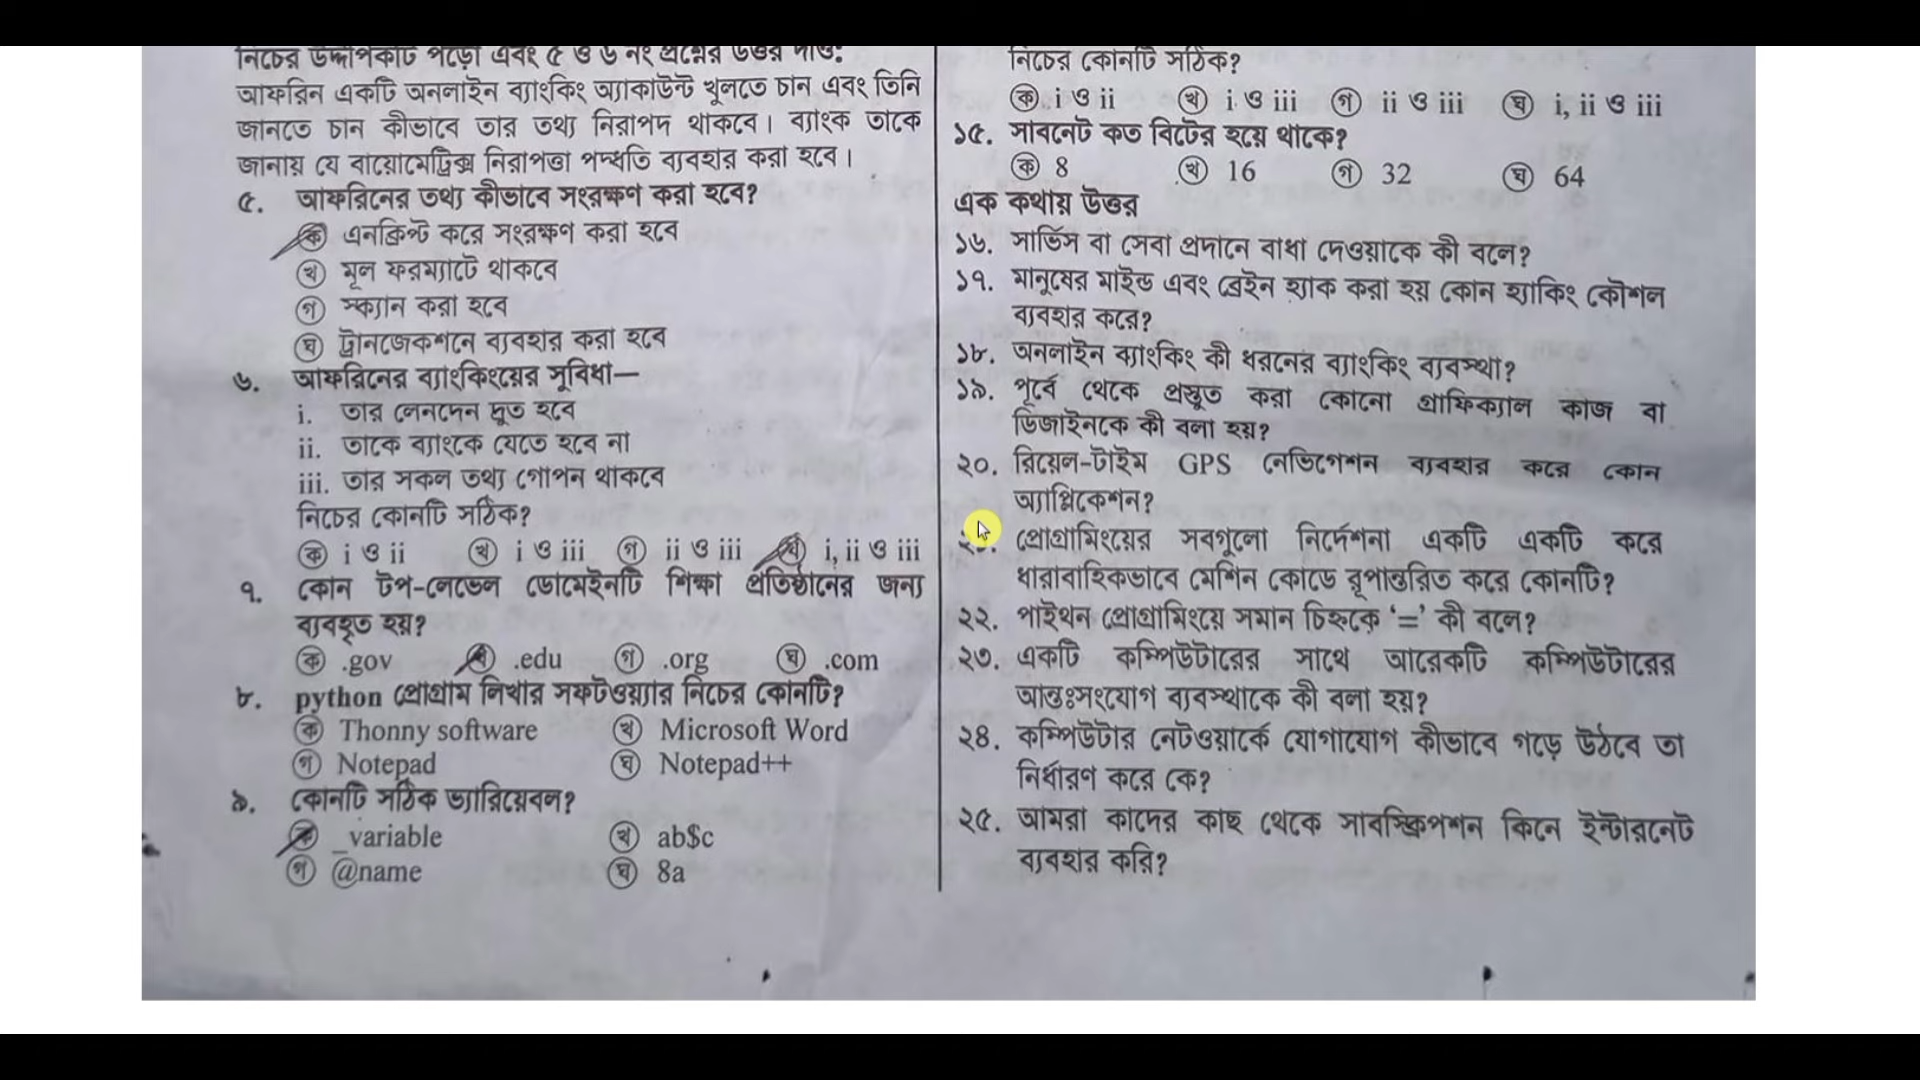 নিচের উদ্দীপকটি পড়ো এবং ৫ ও ৬ নং প্রশ্নের উত্তর দাও:
আফরিন একটি অনলাইন ব্যাংকিং অ্যাকাউন্ট খুলতে চান এবং তিনি
জানতে চান কীভাবে তার তথ্য নিরাপদ থাকবে। ব্যাংক তাকে
জানায় যে বায়োমেট্রিক্স নিরাপত্তা পদ্ধতি ব্যবহার করা হবে।
৫. আফরিনের তথ্য কীভাবে সংরক্ষণ করা হবে?
ক এনক্রিপ্ট করে সংরক্ষণ করা হবে
খ মূল ফরম্যাটে থাকবে
গ স্ক্যান করা হবে
ঘ ট্রানজেকশনে ব্যবহার করা হবে
৬. আফরিনের ব্যাংকিংয়ের সুবিধা—
i. তার লেনদেন দ্রুত হবে
ii. তাকে ব্যাংকে যেতে হবে না
iii. তার সকল তথ্য গোপন থাকবে
নিচের কোনটি সঠিক?
ক i ও ii খ i ও iii গ ii ও iii ঘ i, ii ও iii
৭. কোন টপ-লেভেল ডোমেইনটি শিক্ষা প্রতিষ্ঠানের জন্য
ব্যবহৃত হয়?
ক .gov খ .edu গ .org ঘ .com
৮. python প্রোগ্রাম লিখার সফটওয়্যার নিচের কোনটি?
ক Thonny software খ Microsoft Word
গ Notepad ঘ Notepad++
৯. কোনটি সঠিক ভ্যারিয়েবল?
ক _variable খ ab$c
গ @name ঘ 8a
নিচের কোনটি সঠিক?
ক i ও ii খ i ও iii গ ii ও iii ঘ i, ii ও iii
১৫. সাবনেট কত বিটের হয়ে থাকে?
ক 8 খ 16 গ 32 ঘ 64
এক কথায় উত্তর
১৬. সার্ভিস বা সেবা প্রদানে বাধা দেওয়াকে কী বলে?
১৭. মানুষের মাইন্ড এবং ব্রেইন হ্যাক করা হয় কোন হ্যাকিং কৌশল
ব্যবহার করে?
১৮. অনলাইন ব্যাংকিং কী ধরনের ব্যাংকিং ব্যবস্থা?
১৯. পূর্বে থেকে প্রস্তুত করা কোনো গ্রাফিক্যাল কাজ বা
ডিজাইনকে কী বলা হয়?
২০. রিয়েল-টাইম GPS নেভিগেশন ব্যবহার করে কোন
অ্যাপ্লিকেশন?
২১. প্রোগ্রামিংয়ের সবগুলো নির্দেশনা একটি একটি করে
ধারাবাহিকভাবে মেশিন কোডে রূপান্তরিত করে কোনটি?
২২. পাইথন প্রোগ্রামিংয়ে সমান চিহ্নকে ‘=’ কী বলে?
২৩. একটি কম্পিউটারের সাথে আরেকটি কম্পিউটারের
আন্তঃসংযোগ ব্যবস্থাকে কী বলা হয়?
২৪. কম্পিউটার নেটওয়ার্কে যোগাযোগ কীভাবে গড়ে উঠবে তা
নির্ধারণ করে কে?
২৫. আমরা কাদের কাছ থেকে সাবস্ক্রিপশন কিনে ইন্টারনেট
ব্যবহার করি?